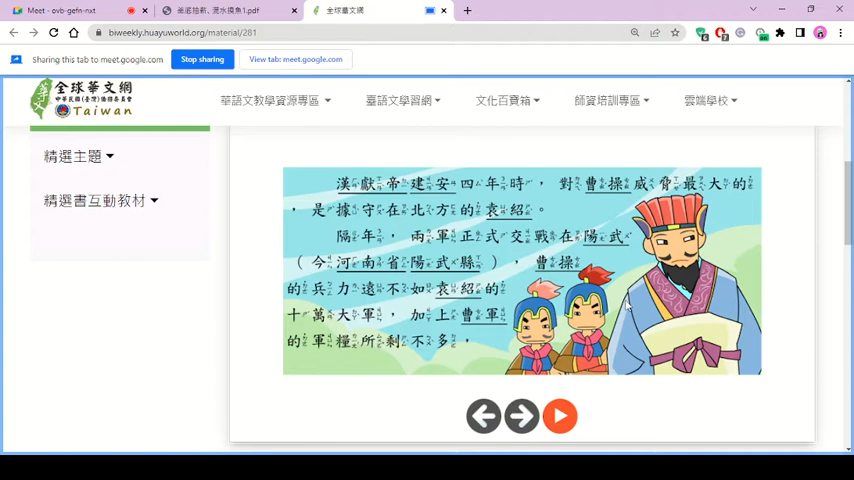 Meet - ovb-gefn-nxt
釜底抽薪、混水摸魚1.pdf
全球華文網
biweekly.huayuworld.org/material/281
Sharing this tab to meet.google.com
Stop sharing
View tab: meet.google.com
全球華文網
中華民國(臺灣)僑務委員會
Taiwan
華語文教學資源專區
臺語文學習網
文化百寶箱
師資培訓專區
雲端學校
精選主題
精選書互動教材
漢獻帝建安四年時，對曹操威脅最大的
，是據守在北方的袁紹。
隔年，兩軍正式交戰在陽武
（今河南省陽武縣），曹操
的兵力遠不如袁紹的
十萬大軍，加上曹軍
的軍糧所剩不多，